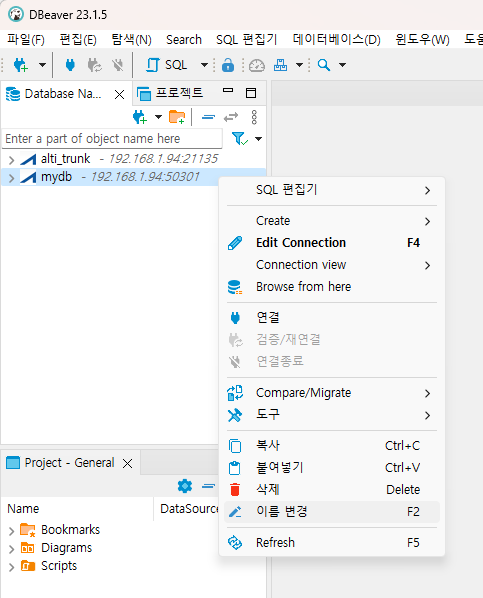 DBeaver 23.1.5
파일(F) 편집(E) 탐색(N) Search SQL 편집기 데이터베이스(D) 윈도우(W)
SQL
Database Na... 프로젝트
Enter a part of object name here
alti_trunk - 192.168.1.94:21135
mydb - 192.168.1.94:50301
SQL 편집기
Create
Edit Connection F4
Connection view
Browse from here
연결
검증/재연결
연결종료
Compare/Migrate
도구
복사 Ctrl+C
붙여넣기 Ctrl+V
삭제 Delete
이름 변경 F2
Refresh F5
Project - General
Name DataSource
Bookmarks
Diagrams
Scripts